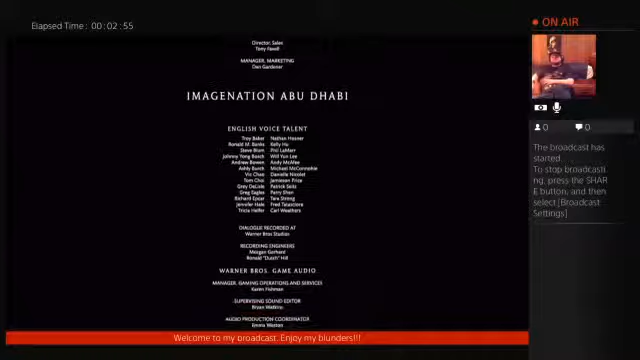 Elapsed Time : 00 : 02 : 55
ON AIR
Director, Sales
MANAGER, MARKETING
Dan Gardener
IMAGENATION ABU DHABI
ENGLISH VOICE TALENT
Troy Baker Nathan Hosner
Ronald M. Banks Kelly Hu
Steve Blum Phil LaMarr
Johnny Yong Bosch Will Yun Lee
Andrew Bowen Andy McAfee
Ashly Burch Michael McConnohie
Vic Chao Danielle Nicolet
Tom Choi Jamieson Price
Grey DeLisle Patrick Seitz
Greg Eagles Parry Shen
Richard Epcar Tara Strong
Jennifer Hale Fred Tatasciore
Tricia Helfer Carl Weathers
DIALOGUE RECORDED AT
Warner Bros Studios
RECORDING ENGINEERS
Morgan Gerhard
Ronald "Dutch" Hill
WARNER BROS. GAME AUDIO
MANAGER, GAMING OPERATIONS AND SERVICES
Karen Fishman
SUPERVISING SOUND EDITOR
Bryan Watkins
AUDIO PRODUCTION COORDINATOR
Emma Weston
Welcome to my broadcast. Enjoy my blunders!!!
0 0
The broadcast has
started.
To stop broadcasti
ng, press the SHAR
E button, and then
select [Broadcast
Settings]